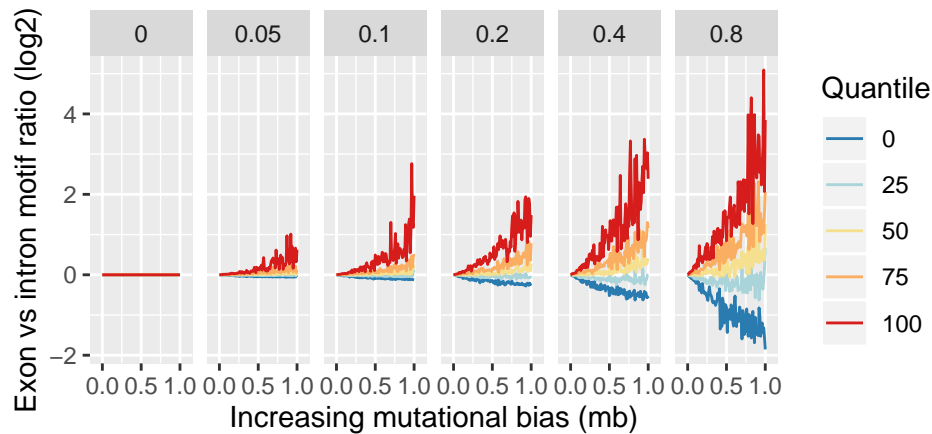 0 0.05 0.1 0.2 0.4 0.8
Exon vs intron motif ratio (log2)
4
2
0
−2
0.0 0.5 1.0 0.0 0.5 1.0 0.0 0.5 1.0 0.0 0.5 1.0 0.0 0.5 1.0 0.0 0.5 1.0
Increasing mutational bias (mb)
Quantile
0
25
50
75
100